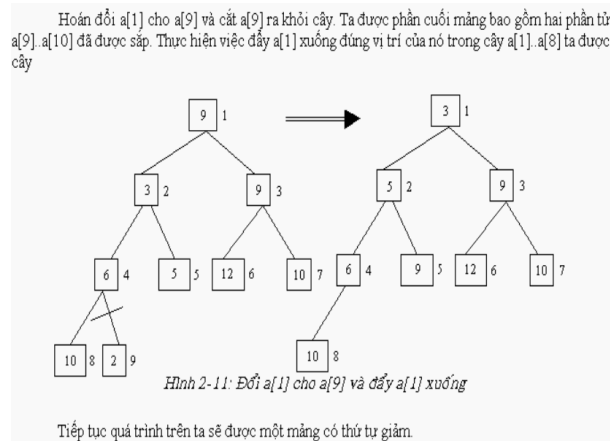 Hoán đổi a[1] cho a[9] và cắt a[9] ra khỏi cây. Ta được phần cuối mảng bao gồm hai phần tử
a[9]..a[10] đã được sắp. Thực hiện việc đẩy a[1] xuống đúng vị trí của nó trong cây a[1]..a[8] ta được
cây
9 1 3 1
3 2 9 3 5 2 9 3
6 4 5 5 12 6 10 7 6 4 9 5 12 6 10 7
10 8 2 9 10 8
Hình 2-11: Đổi a[1] cho a[9] và đẩy a[1] xuống
Tiếp tục quá trình trên ta sẽ được một mảng có thứ tự giảm.